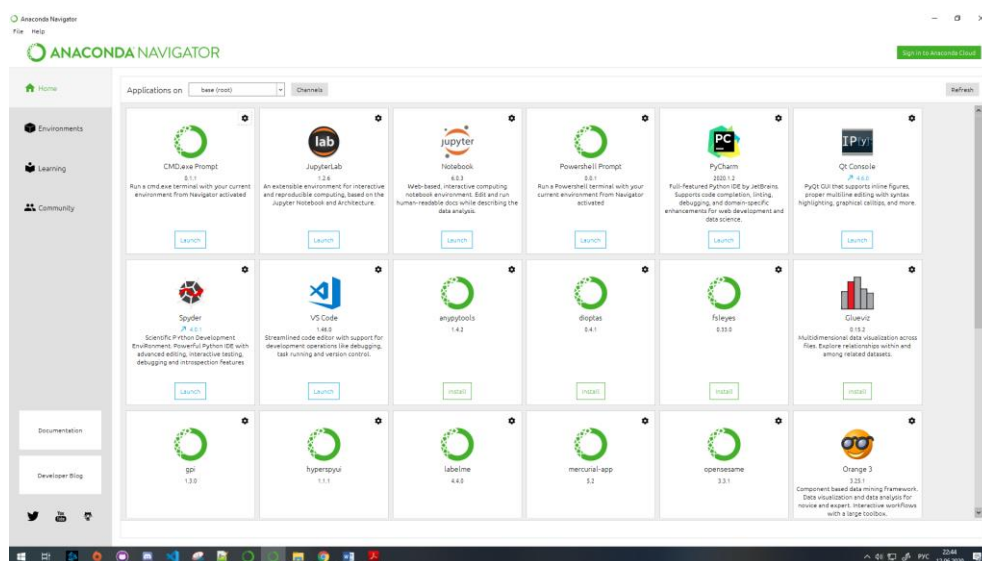 Anaconda Navigator
File Help
ANACONDA NAVIGATOR
Sign in to Anaconda Cloud
Home
Applications on base (root) Channels Refresh
Environments
Learning
Community
Documentation
Developer Blog
You Tube
lab
jupyter
PC
IP[y]:
CMD.exe Prompt
0.1.1
Run a cmd.exe terminal with your current
environment from Navigator activated
Launch
JupyterLab
1.2.6
An extensible environment for interactive
and reproducible computing, based on the
Jupyter Notebook and Architecture.
Launch
Notebook
6.0.3
Web-based, interactive computing
notebook environment. Edit and run
human-readable docs while describing the
data analysis.
Launch
Powershell Prompt
0.0.1
Run a Powershell terminal with your
current environment from Navigator
activated
Launch
PyCharm
2020.1.2
Full-featured Python IDE by JetBrains.
Supports code completion, linting,
debugging, and domain-specific
enhancements for web development and
data science.
Launch
Qt Console
4.6.0
PyQt GUI that supports inline figures,
proper multiline editing with syntax
highlighting, graphical calltips, and more.
Launch
Spyder
4.0.1
Scientific PYthon Development
EnviRonment. Powerful Python IDE with
advanced editing, interactive testing,
debugging and introspection features
Launch
VS Code
1.46.0
Streamlined code editor with support for
development operations like debugging,
task running and version control.
Launch
anypytools
1.4.2
Install
dioptas
0.4.1
Install
fsleyes
0.33.0
Install
Glueviz
0.15.2
Multidimensional data visualization across
files. Explore relationships within and
among related datasets.
Install
gpi
1.3.0
hyperspyui
1.1.1
labelme
4.4.0
mercurial-app
5.2
opensesame
3.3.1
Orange 3
3.25.1
Component based data mining framework.
Data visualization and data analysis for
novice and expert. Interactive workflows
with a large toolbox.
РУС
22:44